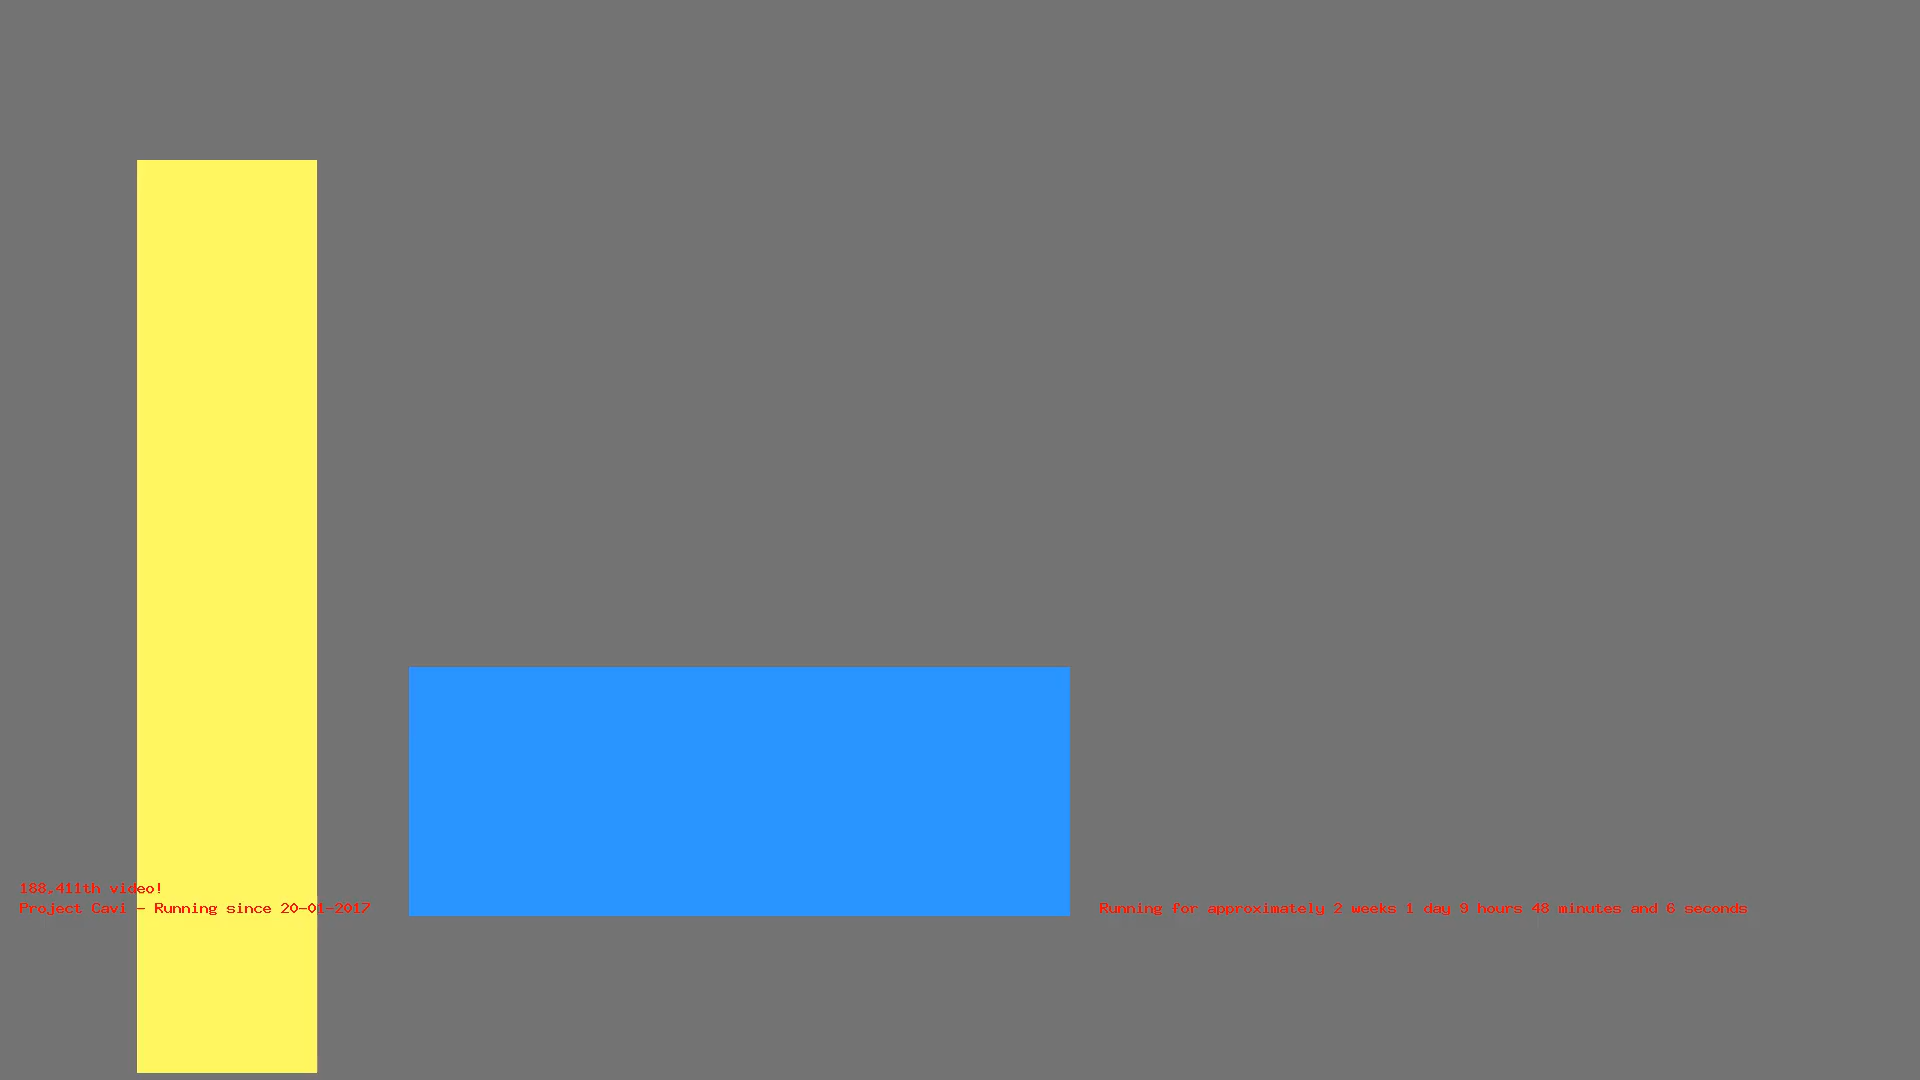 188.411th video!
Project Cavi - Running since 20-01-2017
Running for approximately 2 weeks 1 day 9 hours 48 minutes and 6 seconds